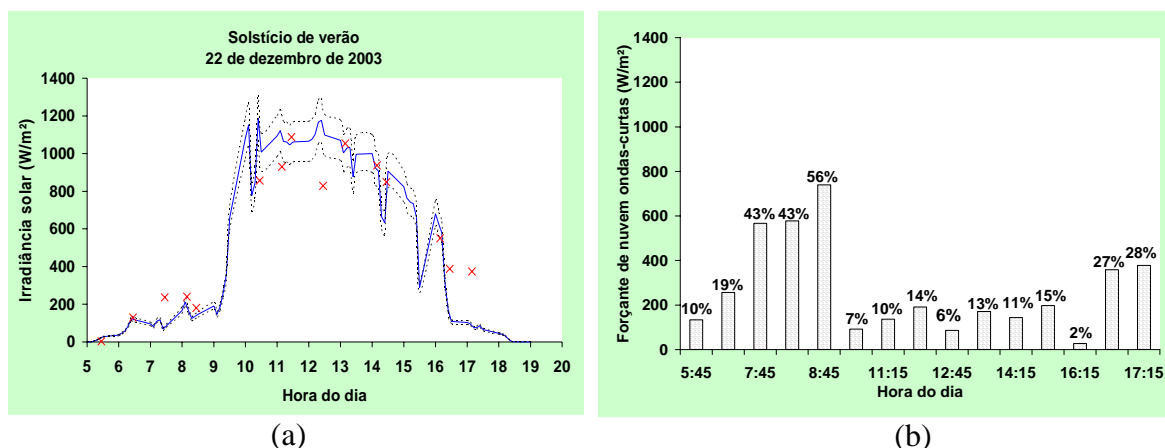 Solstício de verão
22 de dezembro de 2003
Irradiância solar (W/m²)
1400
1200
1000
800
600
400
200
0
5 6 7 8 9 10 11 12 13 14 15 16 17 18 19 20
Hora do dia
(a)
Forçante de nuvem ondas-curtas (W/m²)
1400
1200
1000
800
600
400
200
0
10% 19% 43% 43% 56% 7% 10% 14% 6% 13% 11% 15% 2% 27% 28%
5:45 7:45 8:45 11:15 12:45 14:15 16:15 17:15
Hora do dia
(b)